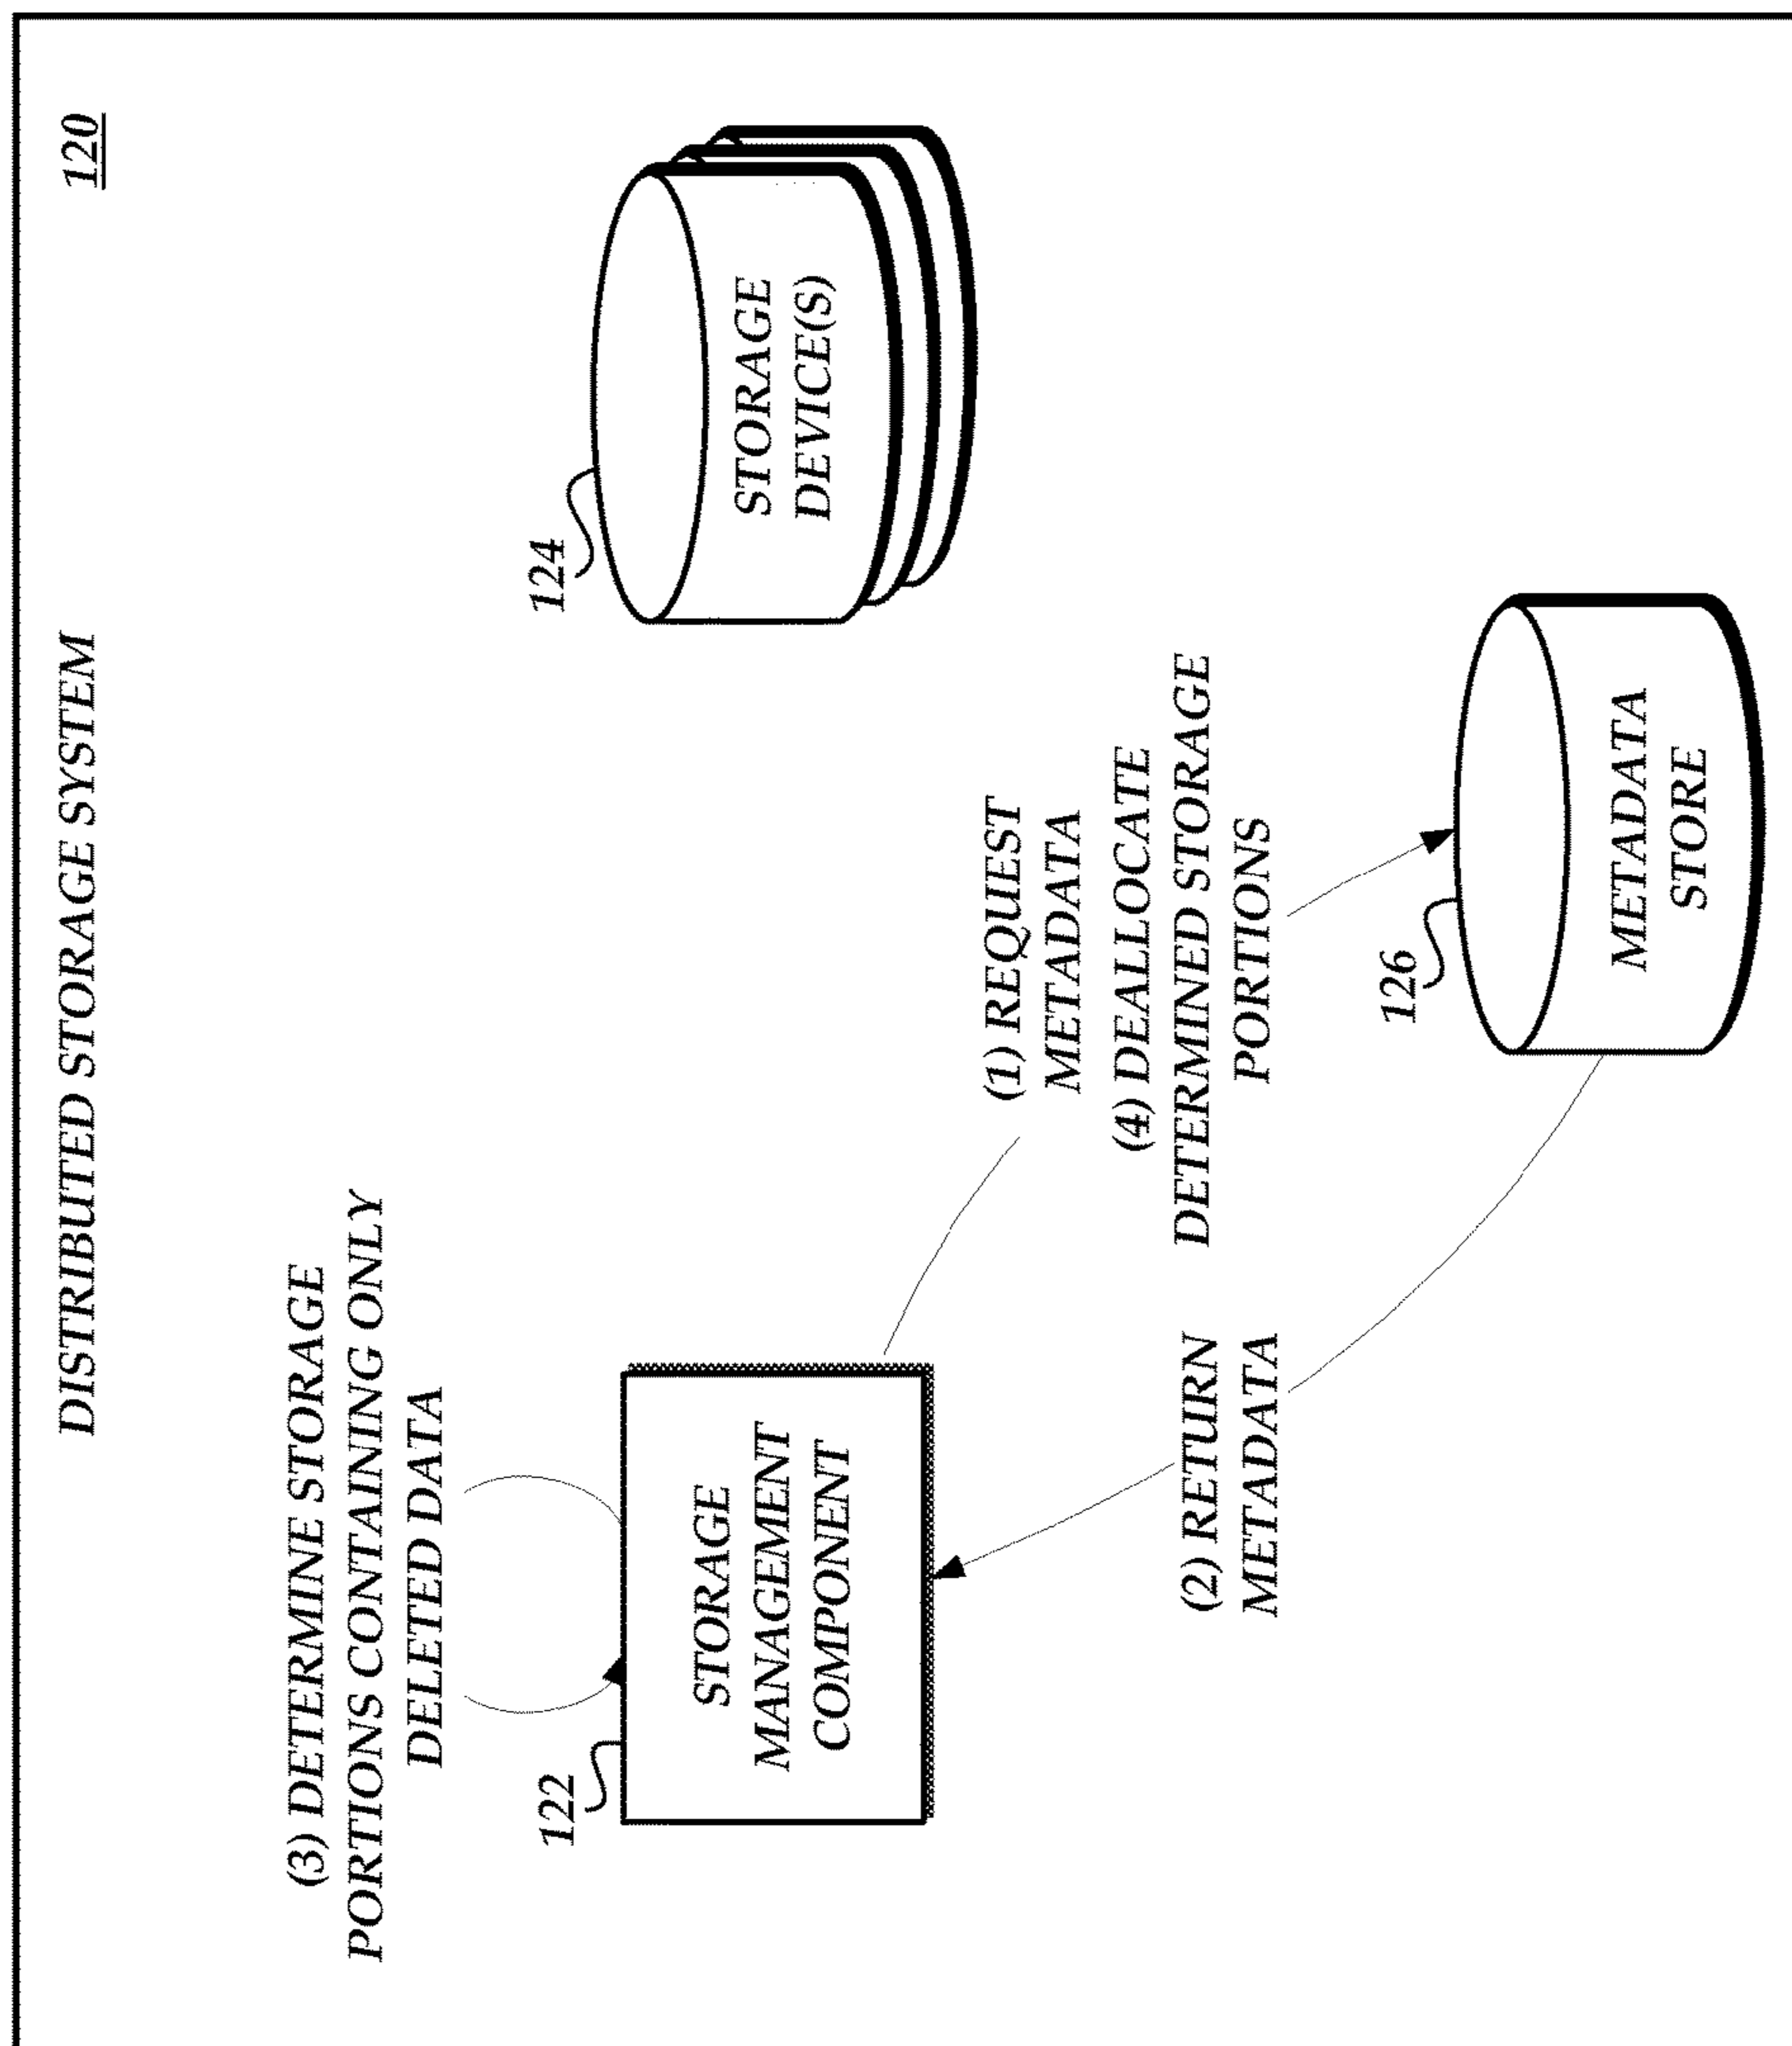 DISTRIBUTED STORAGE SYSTEM
120
(3) DETERMINE STORAGE
PORTIONS CONTAINING ONLY
DELETED DATA
122
STORAGE
MANAGEMENT
COMPONENT
124
STORAGE
DEVICE(S)
(1) REQUEST
METADATA
(4) DEALLOCATE
DETERMINED STORAGE
PORTIONS
(2) RETURN
METADATA
126
METADATA
STORE